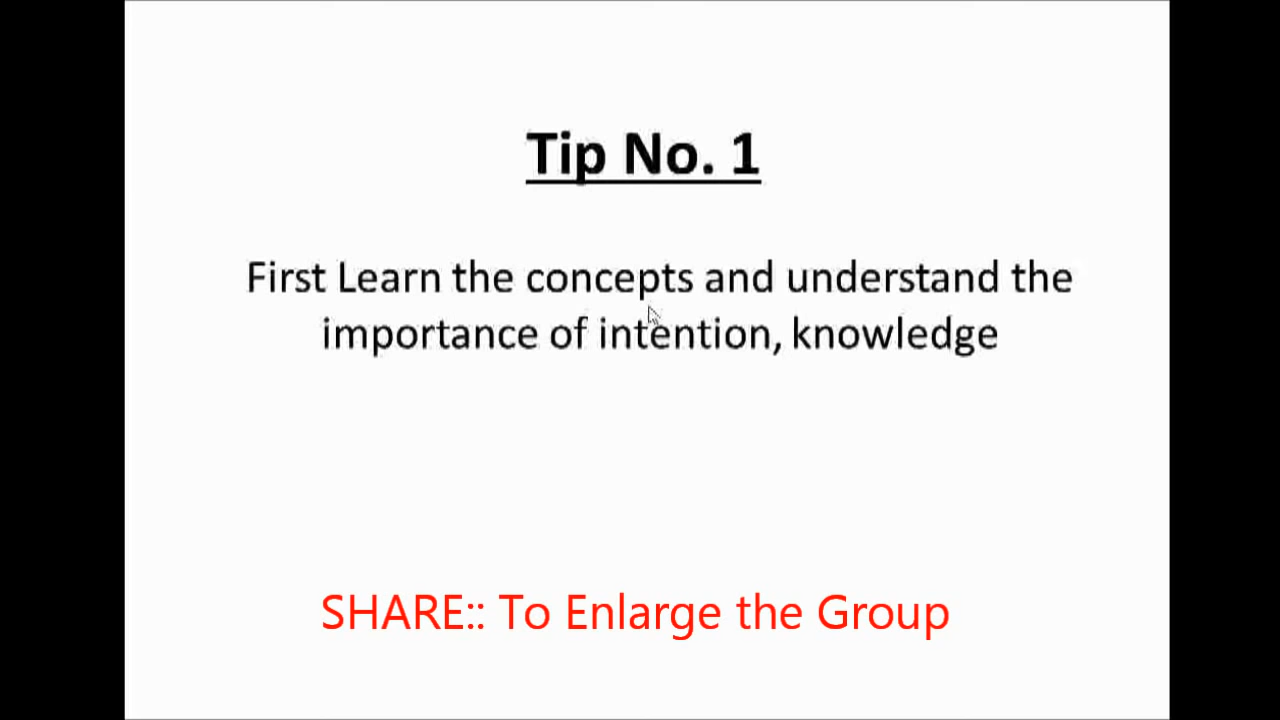 Tip No. 1
First Learn the concepts and understand the
importance of intention, knowledge
SHARE:: To Enlarge the Group